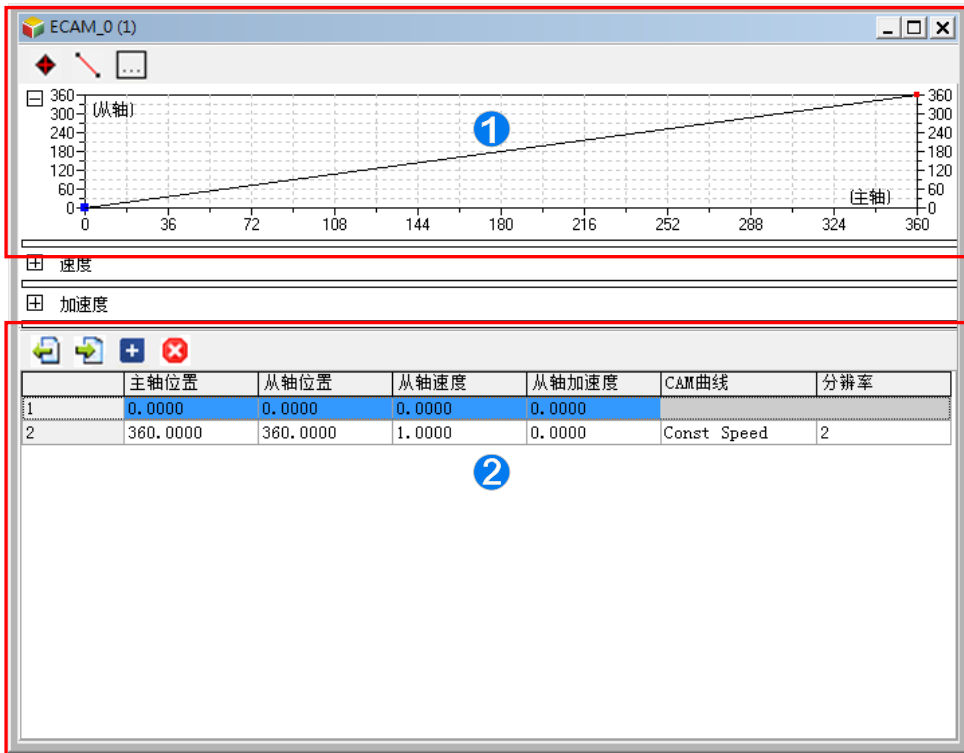 ECAM_0 (1)
...
360 (从轴) 360
300 300
240 1 240
180 180
120 120
60 (主轴) 60
0 0
0 36 72 108 144 180 216 252 288 324 360
速度
加速度
主轴位置 从轴位置 从轴速度 从轴加速度 CAM曲线 分辨率
1 0.0000 0.0000 0.0000 0.0000
2 360.0000 360.0000 1.0000 0.0000 Const Speed 2
2